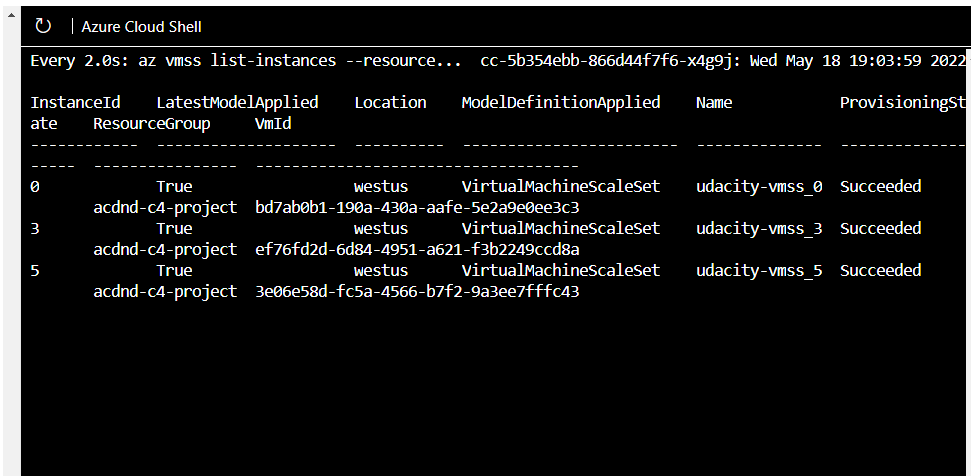 Azure Cloud Shell
Every 2.0s: az vmss list-instances --resource... cc-5b354ebb-866d44f7f6-x4g9j: Wed May 18 19:03:59 2022
InstanceId LatestModelApplied Location ModelDefinitionApplied Name ProvisioningSt
ate ResourceGroup VmId
------------ -------------------- ---------- ------------------------ -------------- --------------
----- ---------------- ------------------------------------
0 True westus VirtualMachineScaleSet udacity-vmss_0 Succeeded
acdnd-c4-project bd7ab0b1-190a-430a-aafe-5e2a9e0ee3c3
3 True westus VirtualMachineScaleSet udacity-vmss_3 Succeeded
acdnd-c4-project ef76fd2d-6d84-4951-a621-f3b2249ccd8a
5 True westus VirtualMachineScaleSet udacity-vmss_5 Succeeded
acdnd-c4-project 3e06e58d-fc5a-4566-b7f2-9a3ee7fffc43